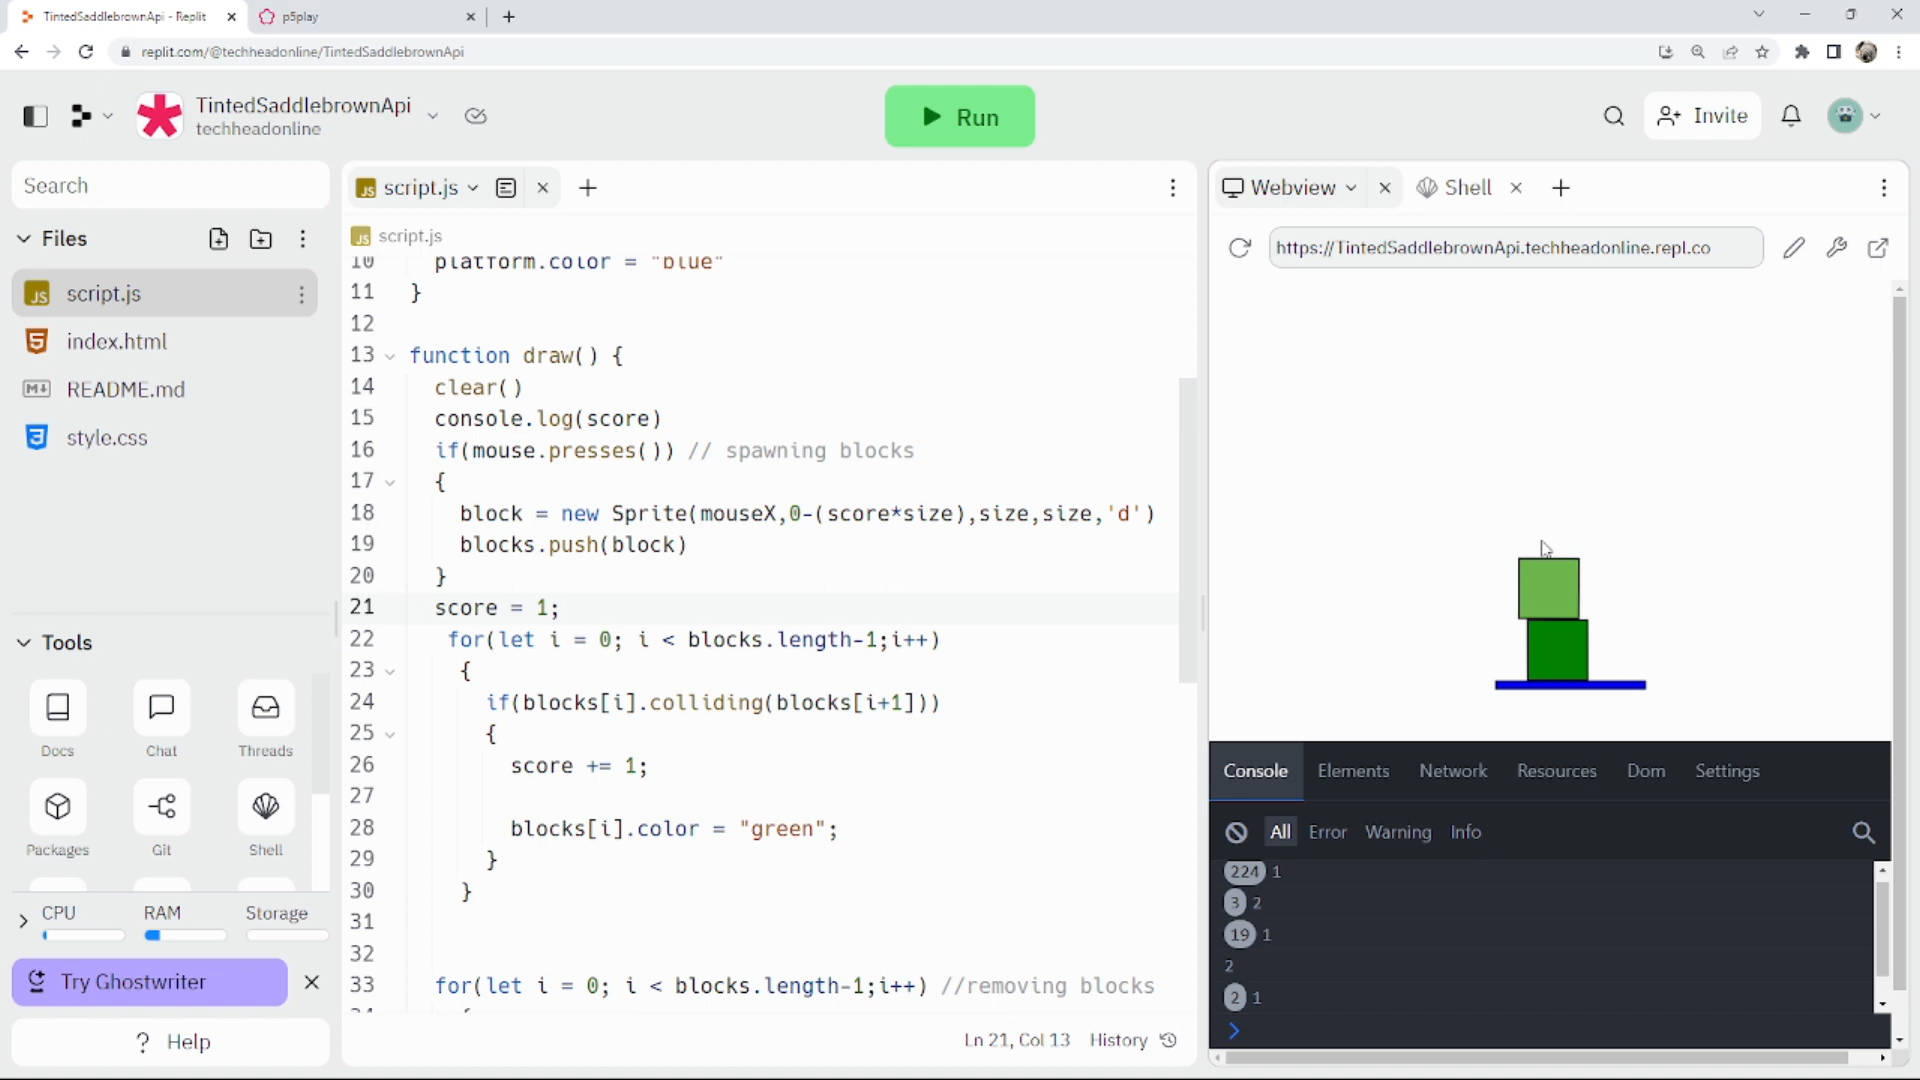 TintedSaddlebrownApi - Replit
p5play
replit.com/@techheadonline/TintedSaddlebrownApi
TintedSaddlebrownApi
techheadonline
Run
Invite
Search
Files
script.js
index.html
README.md
style.css
Tools
Docs
Chat
Threads
Packages
Git
Shell
CPU
RAM
Storage
Try Ghostwriter
? Help
JS script.js
JS script.js
10 platform.color = "blue"
11 }
12
13 function draw() {
14 clear()
15 console.log(score)
16 if(mouse.presses()) // spawning blocks
17 {
18 block = new Sprite(mouseX,0-(score*size),size,size,'d')
19 blocks.push(block)
20 }
21 score = 1;
22 for(let i = 0; i < blocks.length-1;i++)
23 {
24 if(blocks[i].colliding(blocks[i+1]))
25 {
26 score += 1;
27
28 blocks[i].color = "green";
29 }
30 }
31
32
33 for(let i = 0; i < blocks.length-1;i++) //removing blocks
34 {
Ln 21, Col 13 History
Webview
Shell
https://TintedSaddlebrownApi.techheadonline.repl.co
Console Elements Network Resources Dom Settings
All Error Warning Info
224 1
3 2
19 1
2
2 1